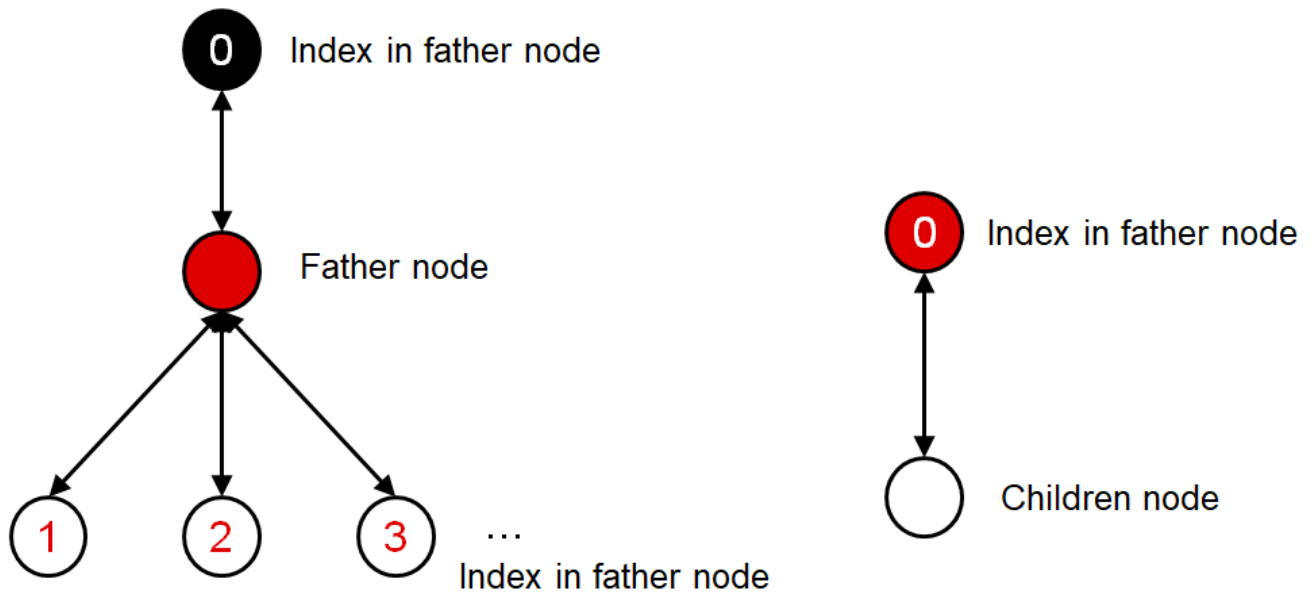 0 Index in father node
Father node
1 2 3 ...
Index in father node
0 Index in father node
Children node